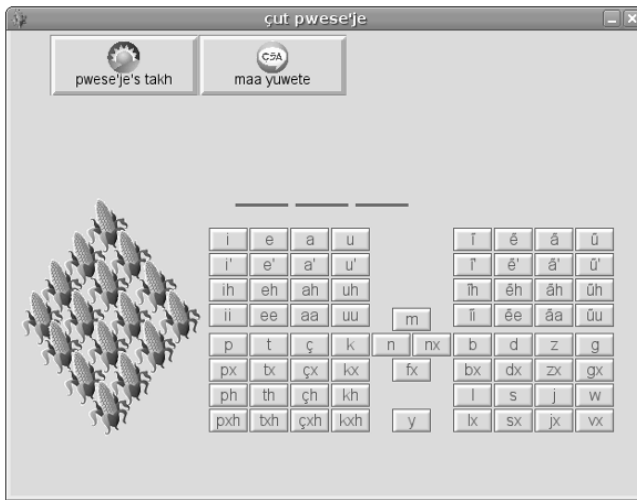 çut pwese'je
pwese'je's takh maa yuwete
i e a u ĩ ẽ ã ũ
i' e' a' u' ĩ' ẽ' ã' ũ'
ih eh ah uh ĩh ẽh ãh ũh
ii ee aa uu ĩi ẽe ãa ũu
m
p t ç k n nx b d z g
px tx çx kx fx bx dx zx gx
ph th çh kh l s j w
pxh txh çxh kxh y lx sx jx vx